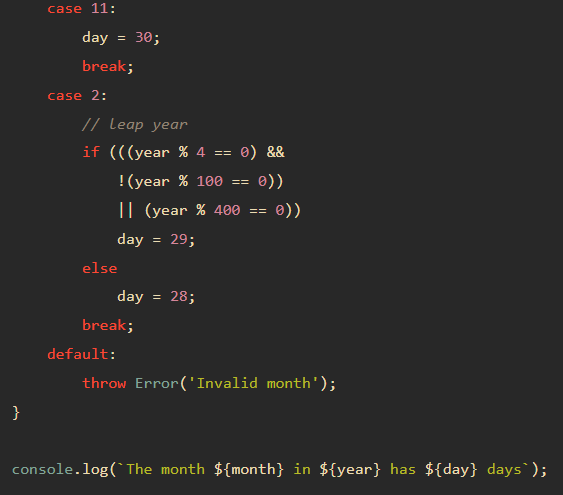 case 11:
        day = 30;
        break;
    case 2:
        // leap year
        if (((year % 4 == 0) &&
            !(year % 100 == 0))
            || (year % 400 == 0))
            day = 29;
        else
            day = 28;
        break;
    default:
        throw Error('Invalid month');
}

console.log(`The month ${month} in ${year} has ${day} days`);